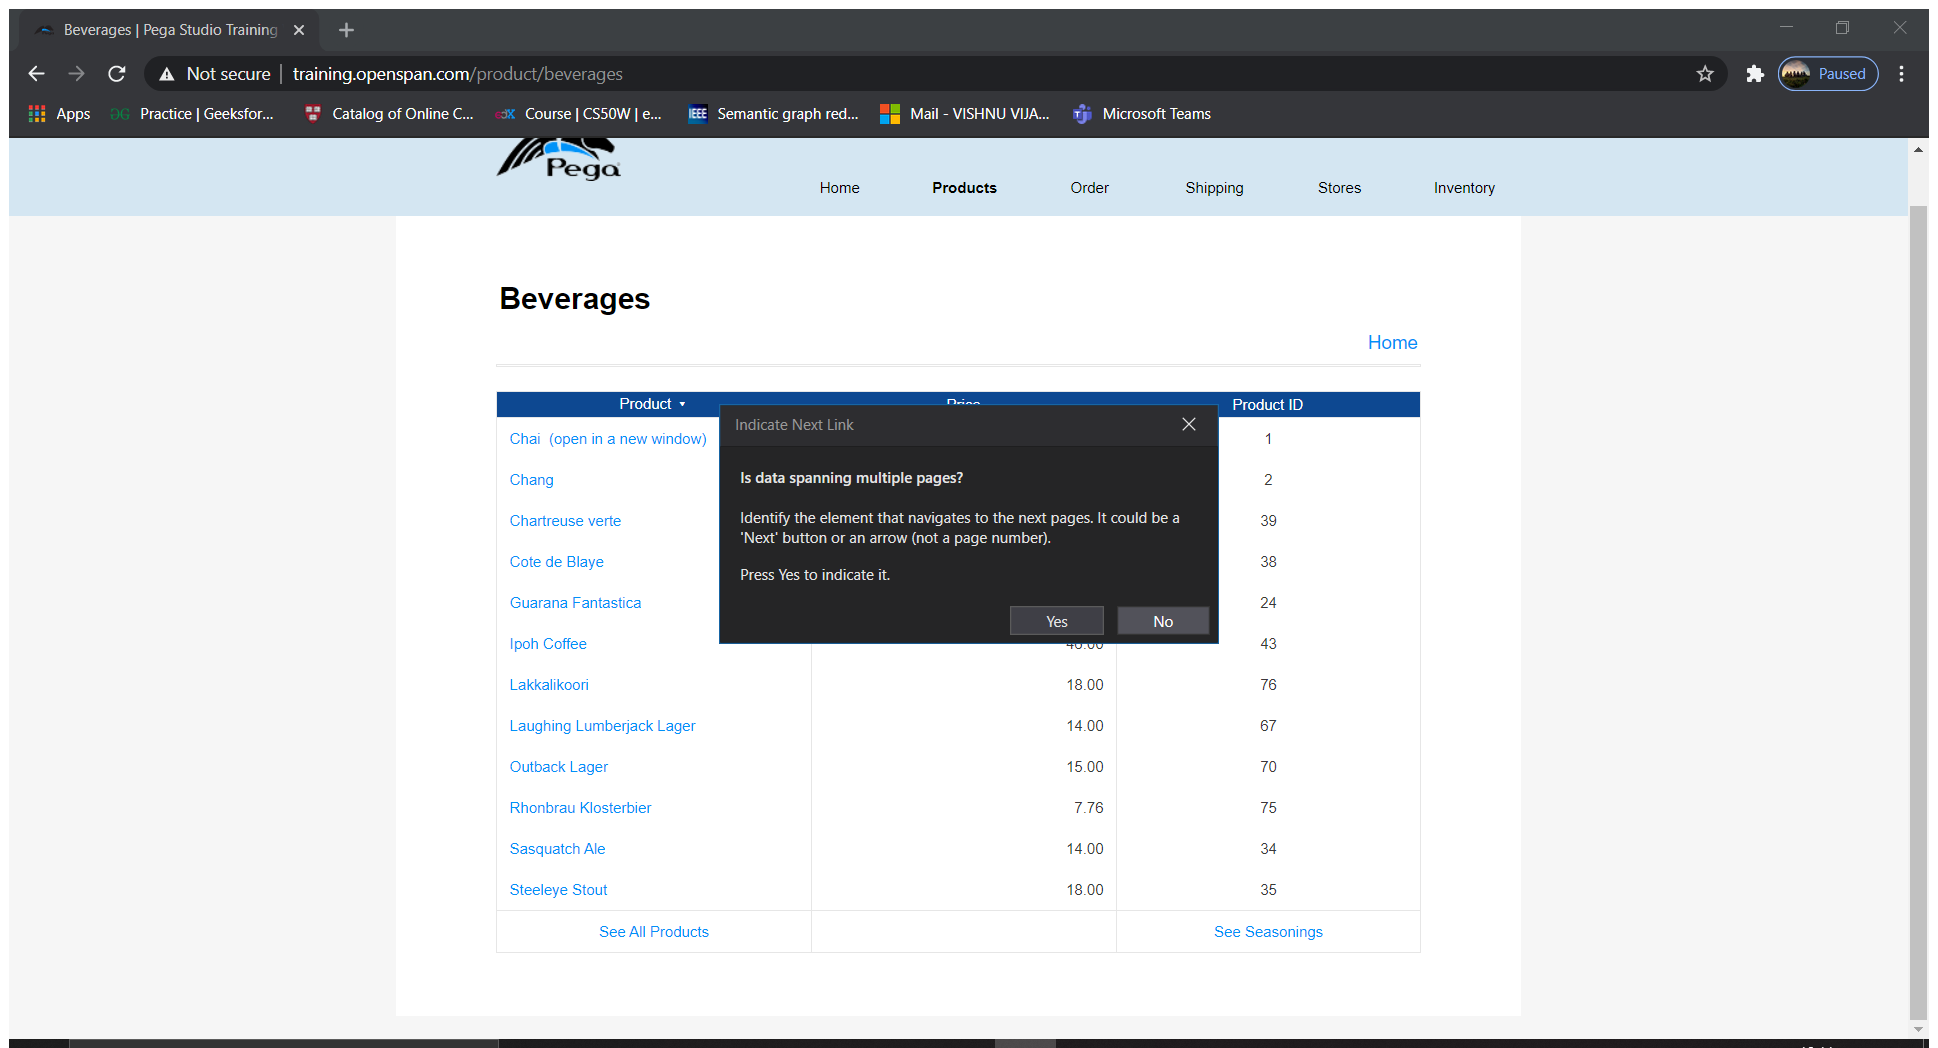 Beverages | Pega Studio Training
Not secure | training.openspan.com/product/beverages
Paused
Apps
Practice | Geeksfor...
Catalog of Online C...
Course | CS50W | e...
IEEE
Semantic graph red...
Mail - VISHNU VIJA...
Microsoft Teams
Pega
Home
Products
Order
Shipping
Stores
Inventory
Beverages
Home
Product
Product ID
Chai (open in a new window)
1
Chang
2
Chartreuse verte
39
Cote de Blaye
38
Guarana Fantastica
24
Ipoh Coffee
43
Lakkalikoori
18.00
76
Laughing Lumberjack Lager
14.00
67
Outback Lager
15.00
70
Rhonbrau Klosterbier
7.76
75
Sasquatch Ale
14.00
34
Steeleye Stout
18.00
35
See All Products
See Seasonings
Indicate Next Link
Is data spanning multiple pages?
Identify the element that navigates to the next pages. It could be a
'Next' button or an arrow (not a page number).
Press Yes to indicate it.
Yes
No